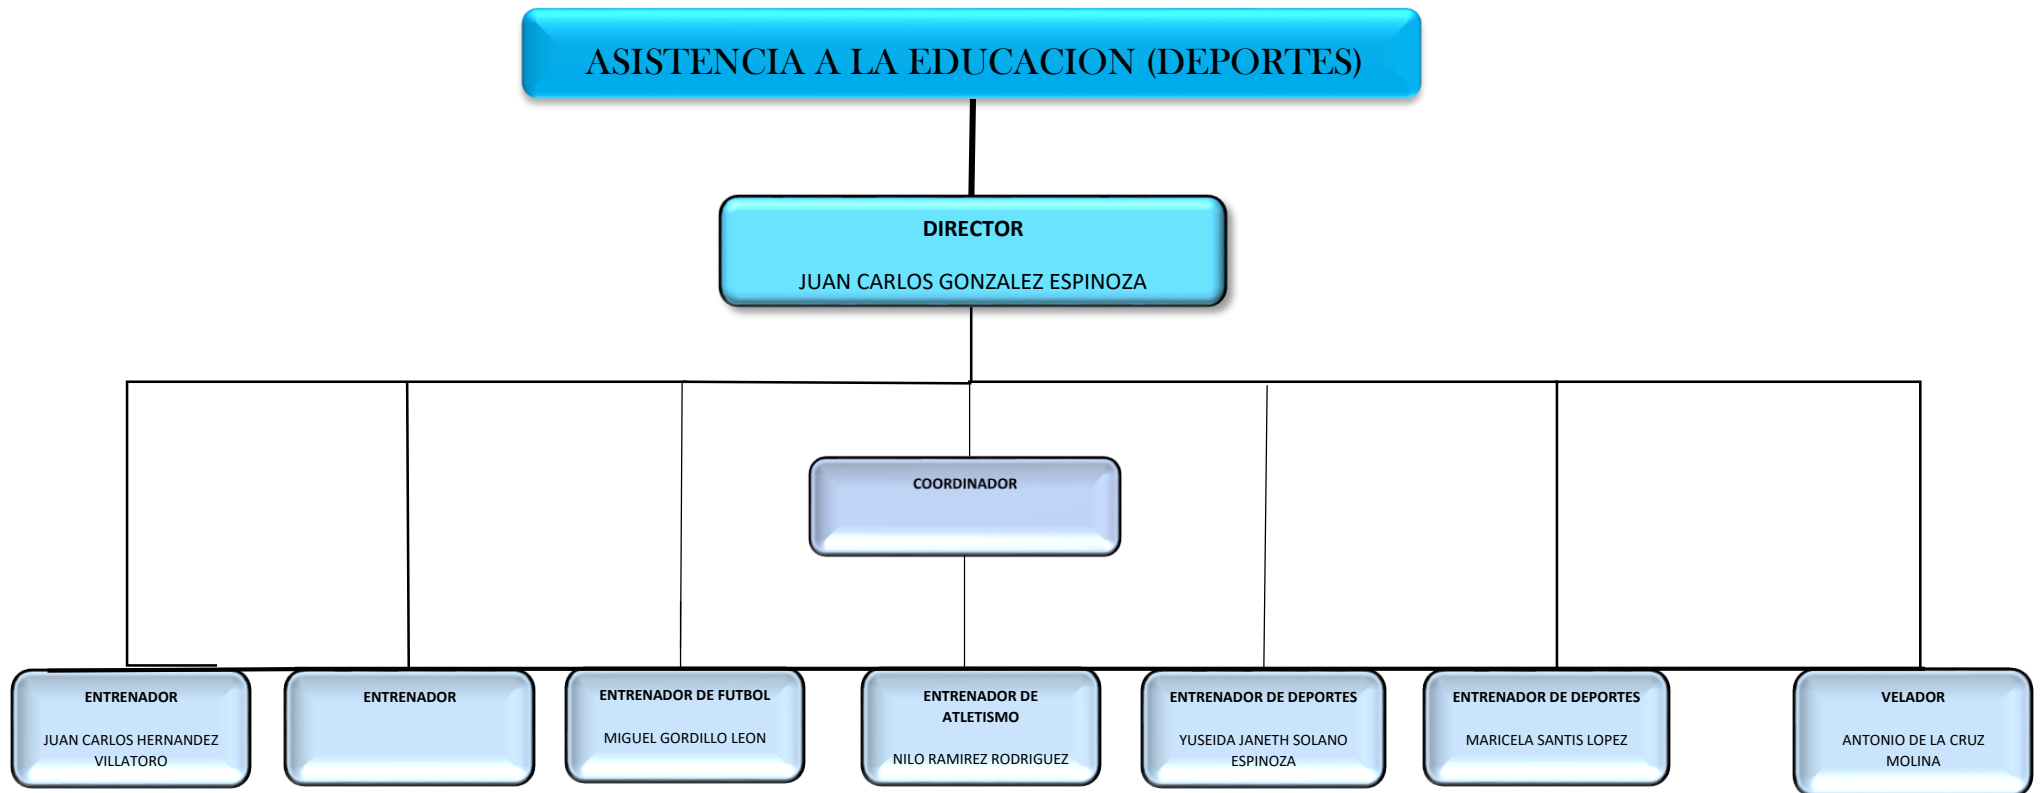 ASISTENCIA A LA EDUCACION (DEPORTES)
DIRECTOR
JUAN CARLOS GONZALEZ ESPINOZA
COORDINADOR
ENTRENADOR
JUAN CARLOS HERNANDEZ
VILLATORO
ENTRENADOR
ENTRENADOR DE FUTBOL
MIGUEL GORDILLO LEON
ENTRENADOR DE
ATLETISMO
NILO RAMIREZ RODRIGUEZ
ENTRENADOR DE DEPORTES
YUSEIDA JANETH SOLANO
ESPINOZA
ENTRENADOR DE DEPORTES
MARICELA SANTIS LOPEZ
VELADOR
ANTONIO DE LA CRUZ
MOLINA